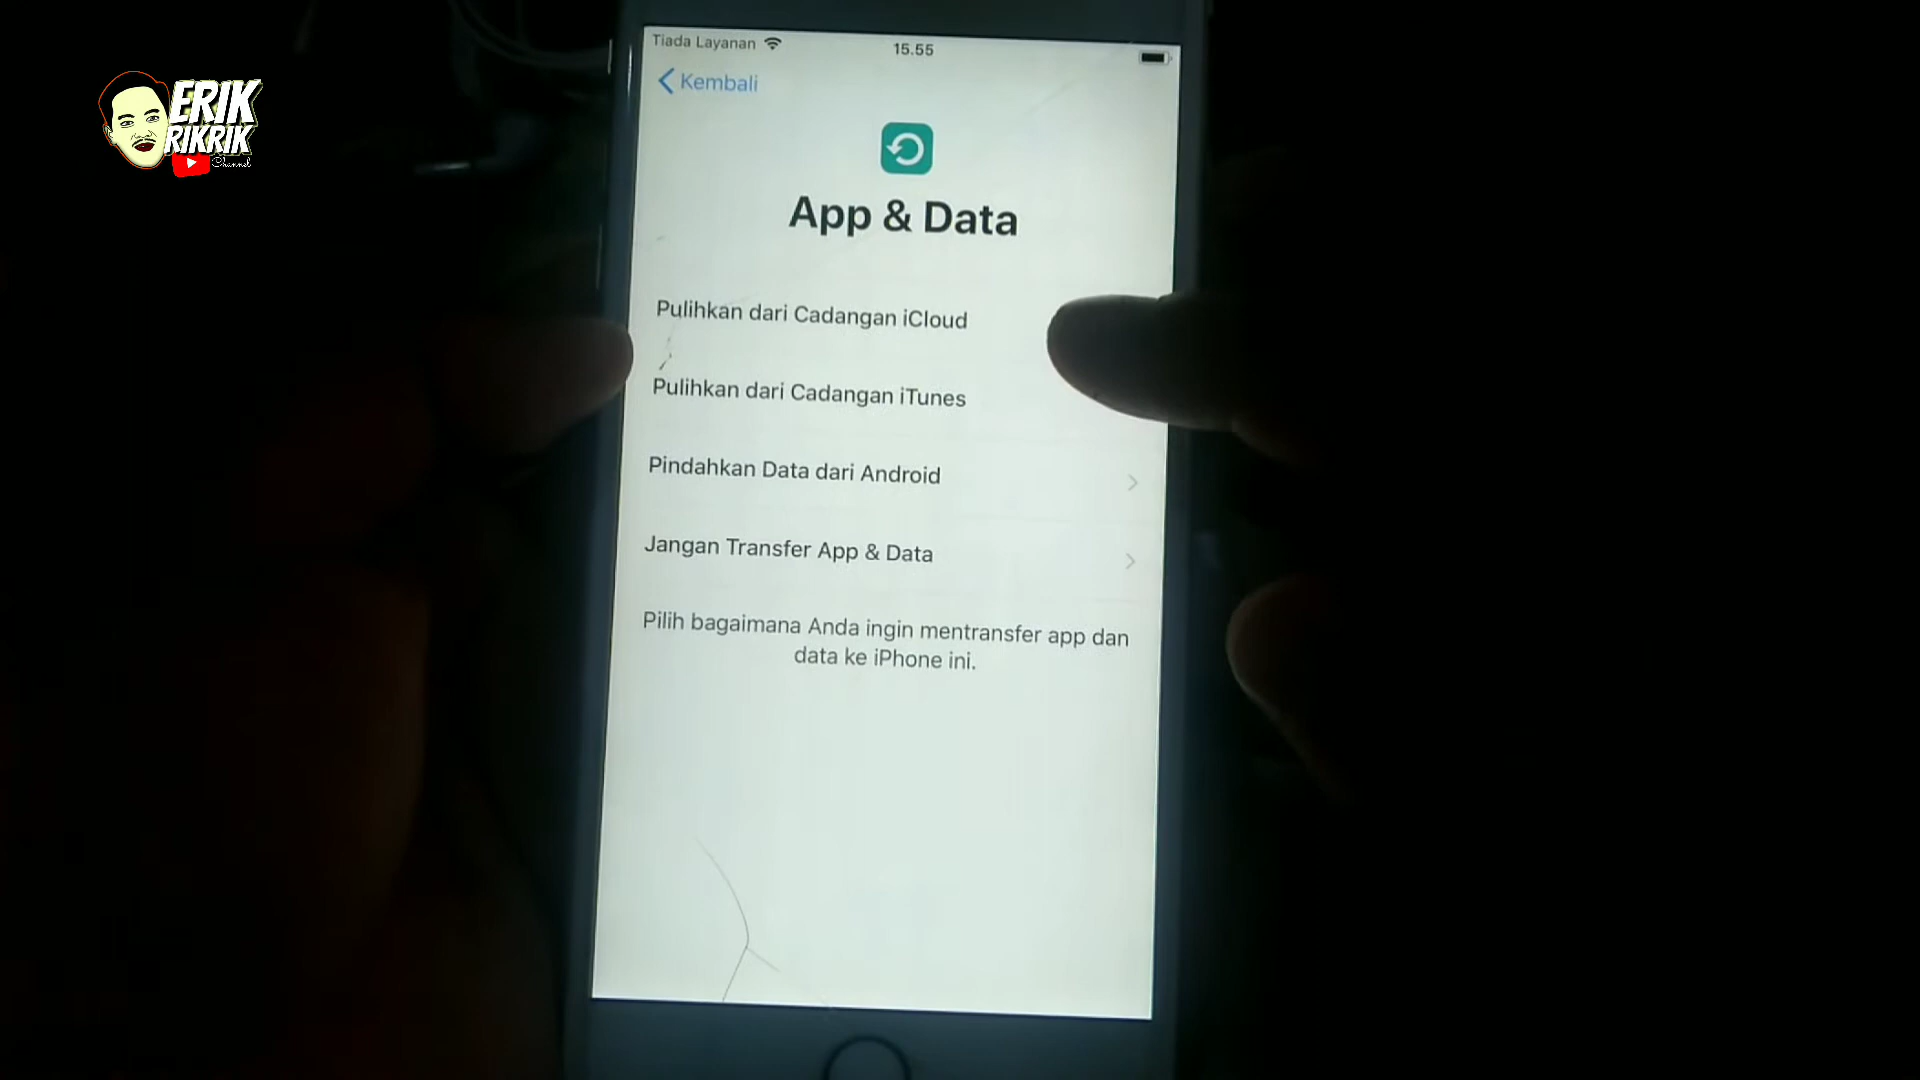 Tiada Layanan
15.55
Kembali
ERIK
RIKRIK
Channel
App & Data
Pulihkan dari Cadangan iCloud
Pulihkan dari Cadangan iTunes
Pindahkan Data dari Android
Jangan Transfer App & Data
Pilih bagaimana Anda ingin mentransfer app dan
data ke iPhone ini.